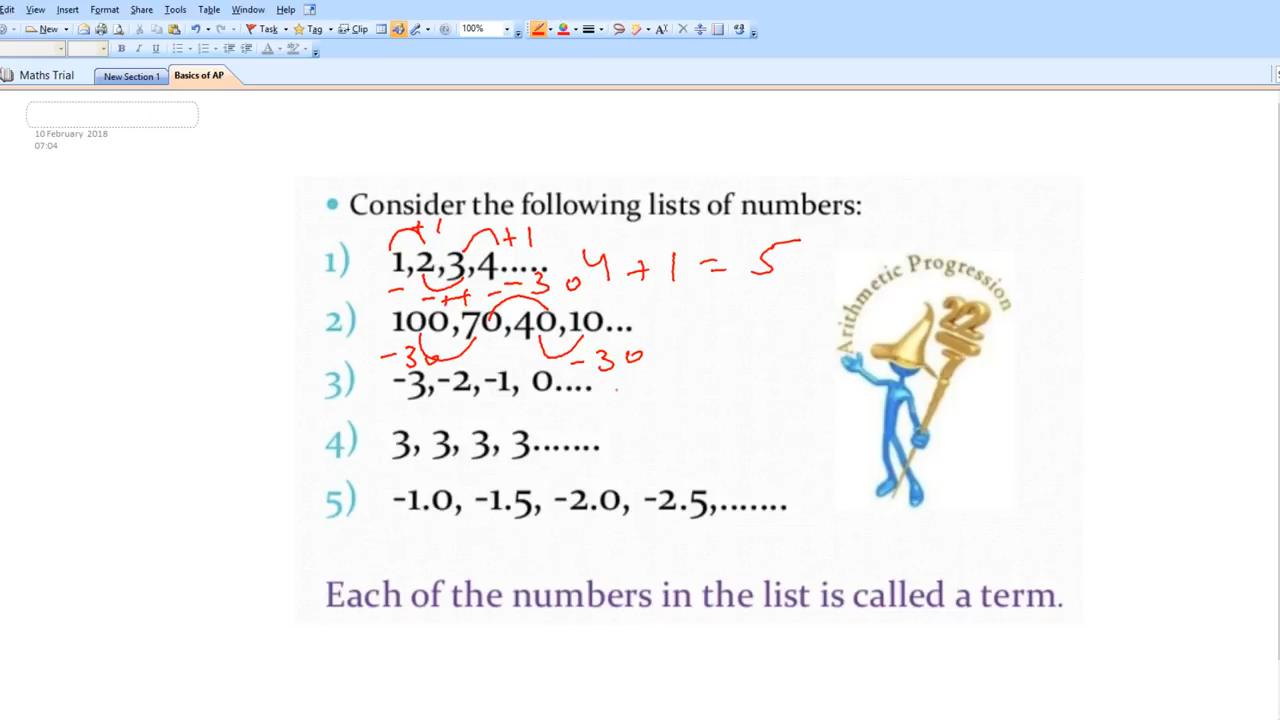 Edit View Insert Format Share Tools Table Window Help
New Task Tag Clip 100%
B I U A
Maths Trial New Section 1 Basics of AP
10 February 2018
07:04
• Consider the following lists of numbers:
+1 +1
1) 1,2,3,4..... 4 + 1 = 5
-30
2) 100,70,40,10...
-30 -30
3) -3,-2,-1, 0....
4) 3, 3, 3, 3.......
5) -1.0, -1.5, -2.0, -2.5,.......
Arithmetic Progression
22
Each of the numbers in the list is called a term.